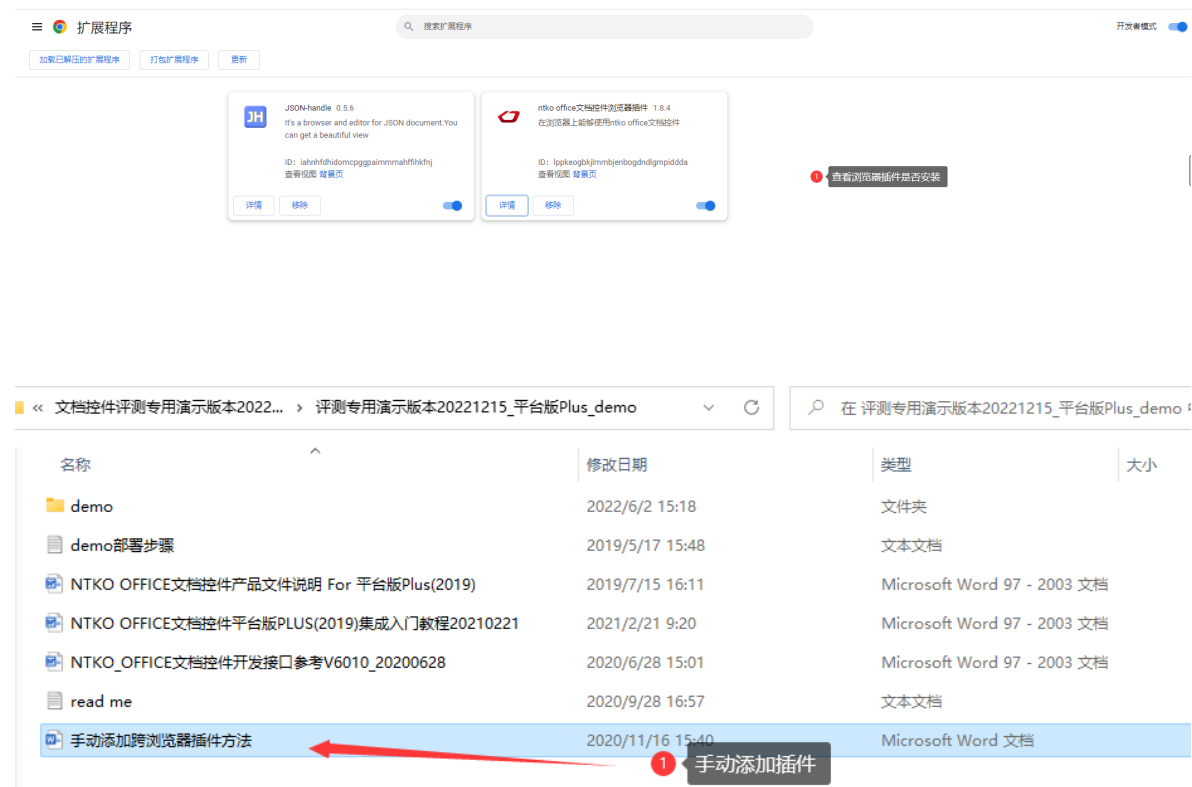 扩展程序
搜索扩展程序
开发者模式
加载已解压的扩展程序 打包扩展程序 更新
JH
JSON-handle 0.5.6
It's a browser and editor for JSON document.You
can get a beautiful view
ID: iahnhfdhidomcpggpaimmmahffihkfnj
查看视图 背景页
详情 移除
ntko office文档控件浏览器插件 1.8.4
在浏览器上能够使用ntko office文档控件
ID: lppkeogbkjlmmbjenbogdndlgmpiddda
查看视图 背景页
详情 移除
1 查看浏览器插件是否安装
« 文档控件评测专用演示版本2022... › 评测专用演示版本20221215_平台版Plus_demo
在 评测专用演示版本20221215_平台版Plus_demo
名称 修改日期 类型 大小
demo 2022/6/2 15:18 文件夹
demo部署步骤 2019/5/17 15:48 文本文档
NTKO OFFICE文档控件产品文件说明 For 平台版Plus(2019) 2019/7/15 16:11 Microsoft Word 97 - 2003 文档
NTKO OFFICE文档控件平台版PLUS(2019)集成入门教程20210221 2021/2/21 9:20 Microsoft Word 97 - 2003 文档
NTKO_OFFICE文档控件开发接口参考V6010_20200628 2020/6/28 15:01 Microsoft Word 97 - 2003 文档
read me 2020/9/28 16:57 文本文档
手动添加跨浏览器插件方法 2020/11/16 15:40 Microsoft Word 文档
1 手动添加插件